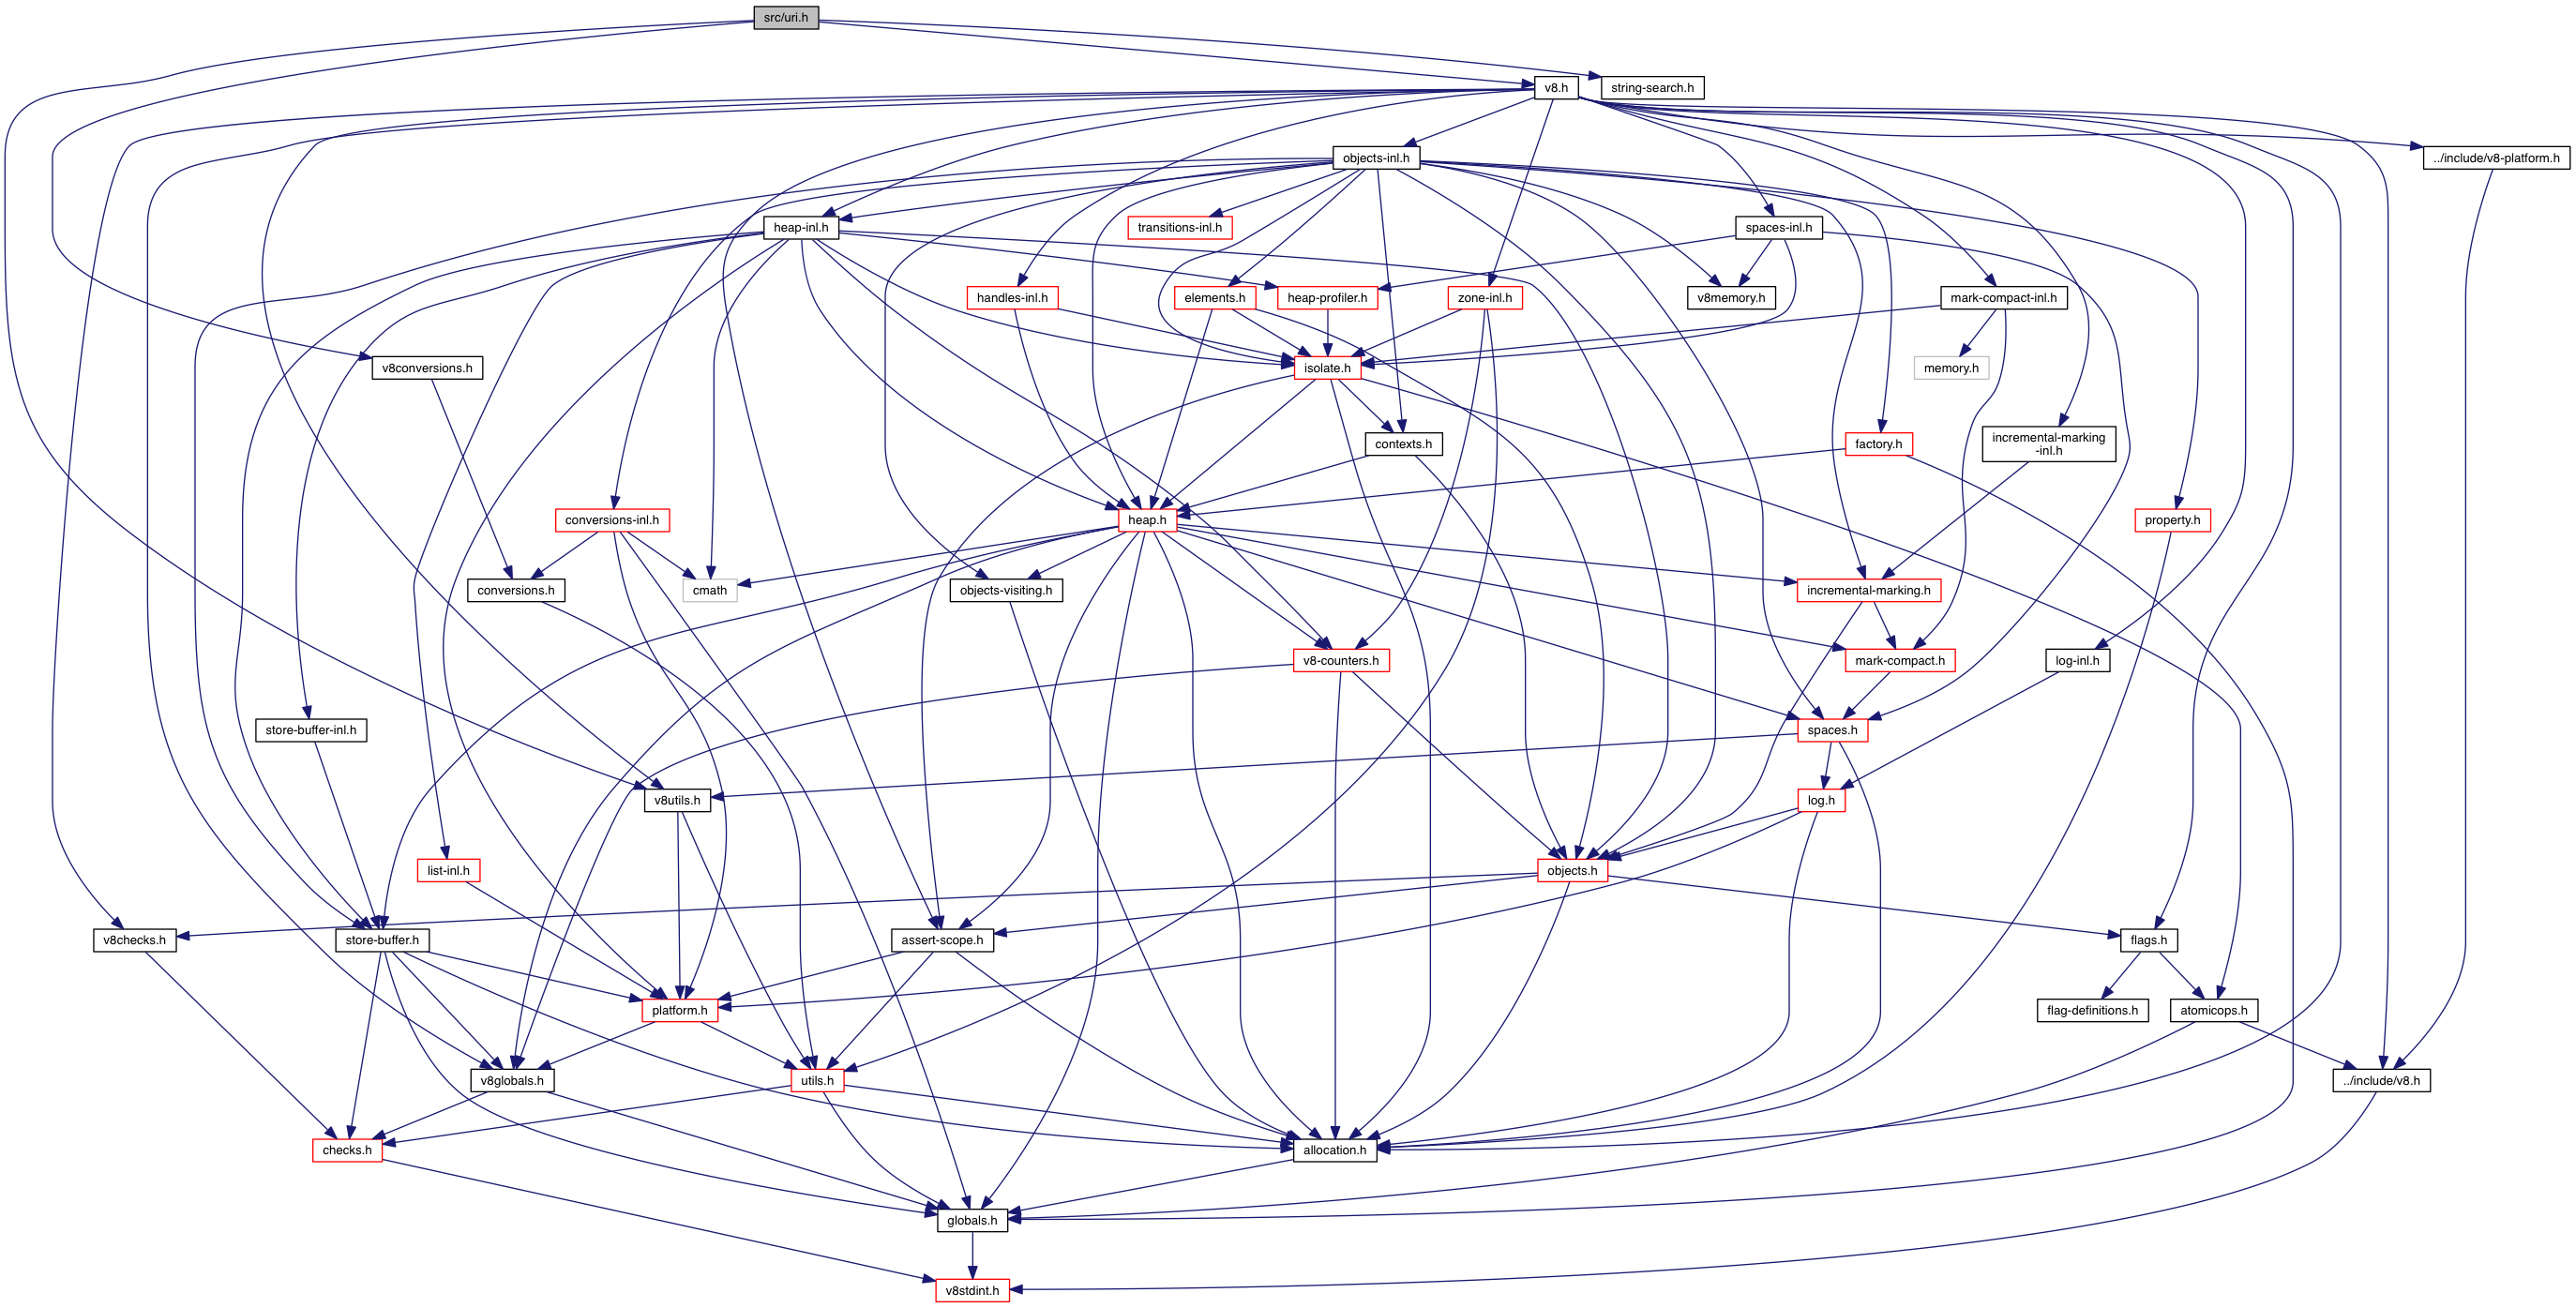 src/uri.h
v8.h
string-search.h
objects-inl.h
../include/v8-platform.h
heap-inl.h
transitions-inl.h
spaces-inl.h
handles-inl.h
elements.h
heap-profiler.h
zone-inl.h
v8memory.h
mark-compact-inl.h
v8conversions.h
isolate.h
memory.h
contexts.h
factory.h
incremental-marking
-inl.h
conversions-inl.h
heap.h
property.h
conversions.h
cmath
objects-visiting.h
incremental-marking.h
v8-counters.h
mark-compact.h
log-inl.h
store-buffer-inl.h
spaces.h
v8utils.h
log.h
list-inl.h
objects.h
v8checks.h
store-buffer.h
assert-scope.h
flags.h
platform.h
flag-definitions.h
atomicops.h
v8globals.h
utils.h
../include/v8.h
checks.h
allocation.h
globals.h
v8stdint.h